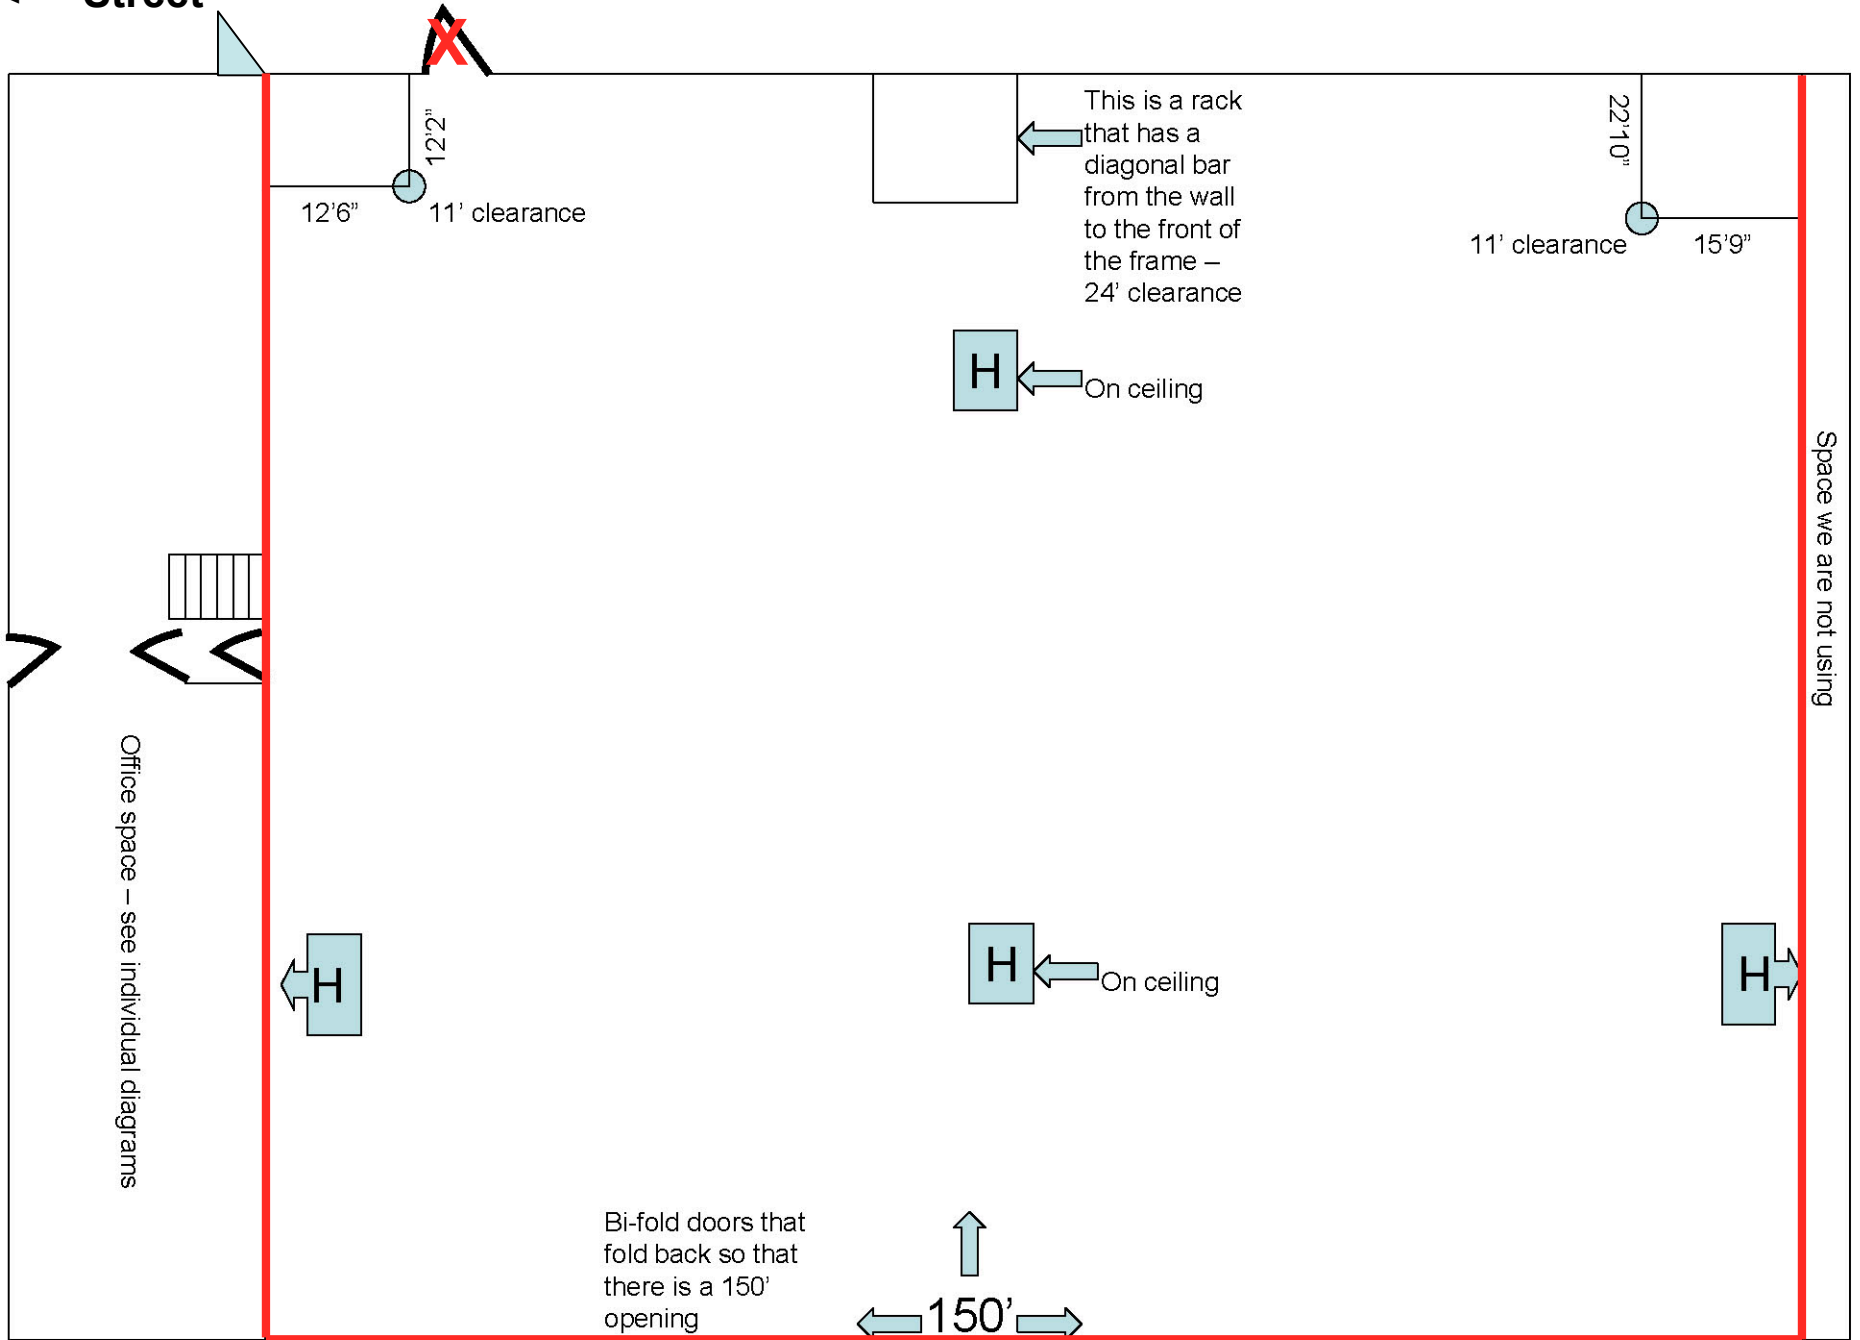 Street
X
12'2”
12'6”
11' clearance
This is a rack
that has a
diagonal bar
from the wall
to the front of
the frame –
24' clearance
22'10”
11' clearance
15'9”
H
On ceiling
Space we are not using
Office space – see individual diagrams
H
H
On ceiling
H
Bi-fold doors that
fold back so that
there is a 150'
opening
150'